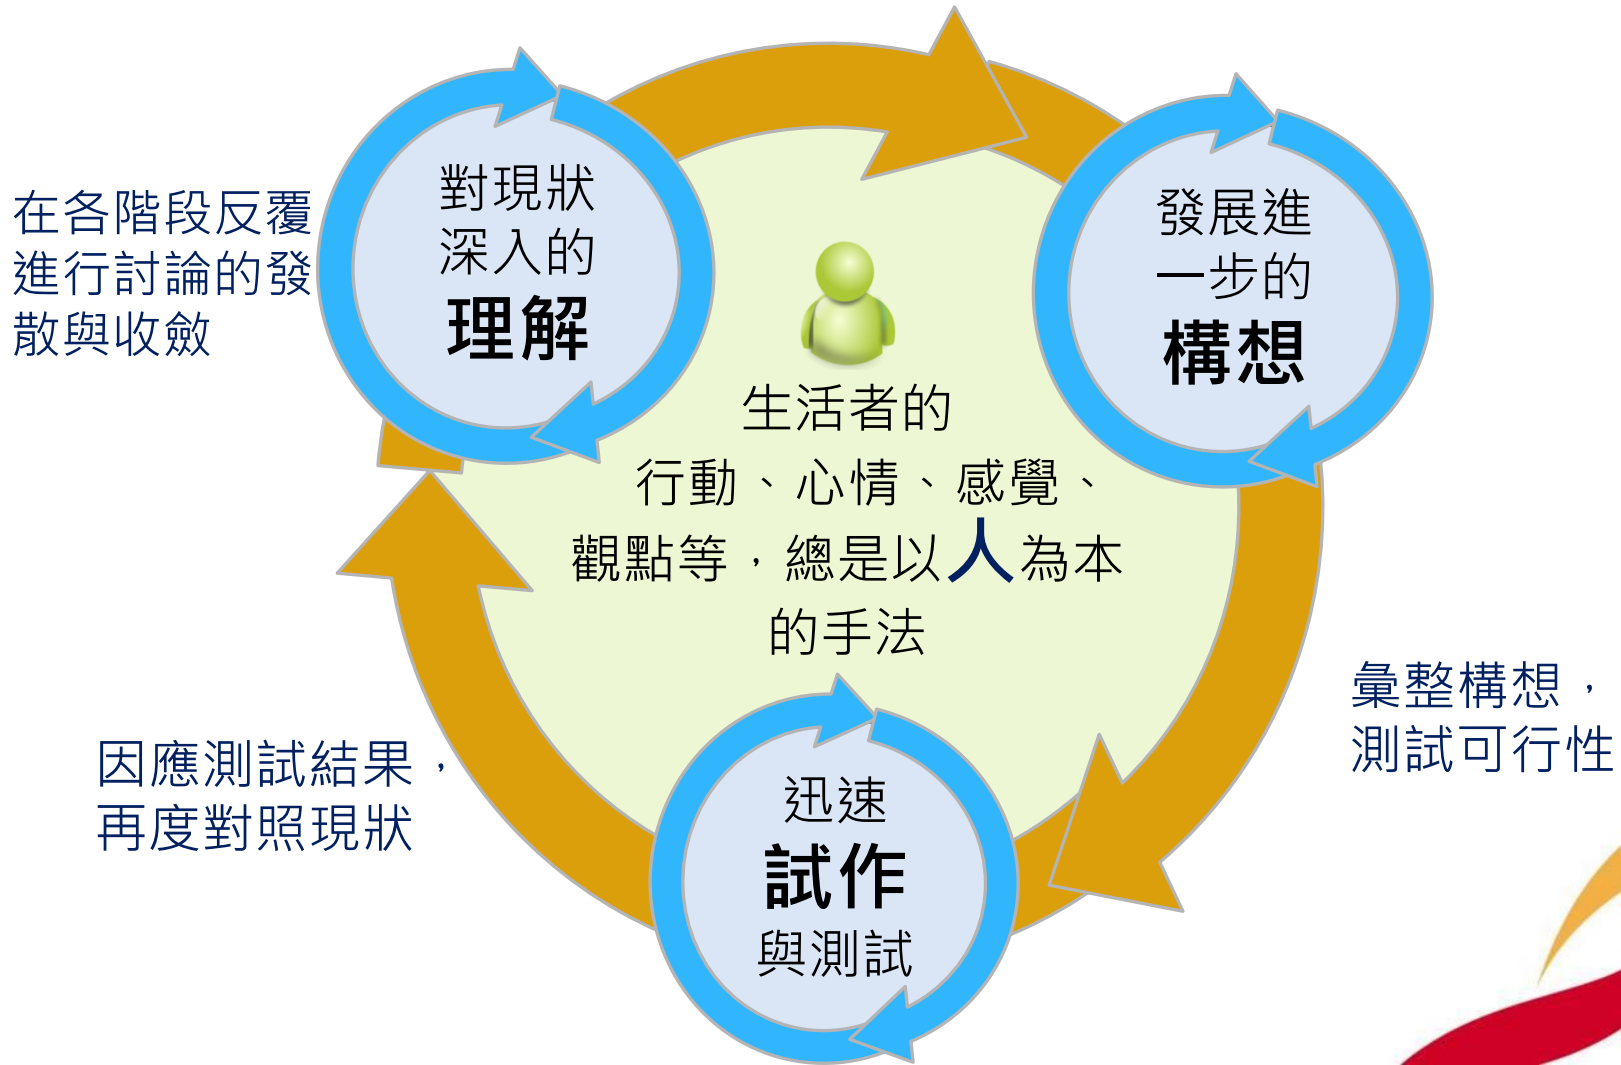 在各階段反覆
進行討論的發
散與收斂
對現狀
深入的
理解
發展進
一步的
構想
生活者的
行動、心情、感覺、
觀點等，總是以人為本
的手法
彙整構想，
測試可行性
迅速
試作
與測試
因應測試結果，
再度對照現狀